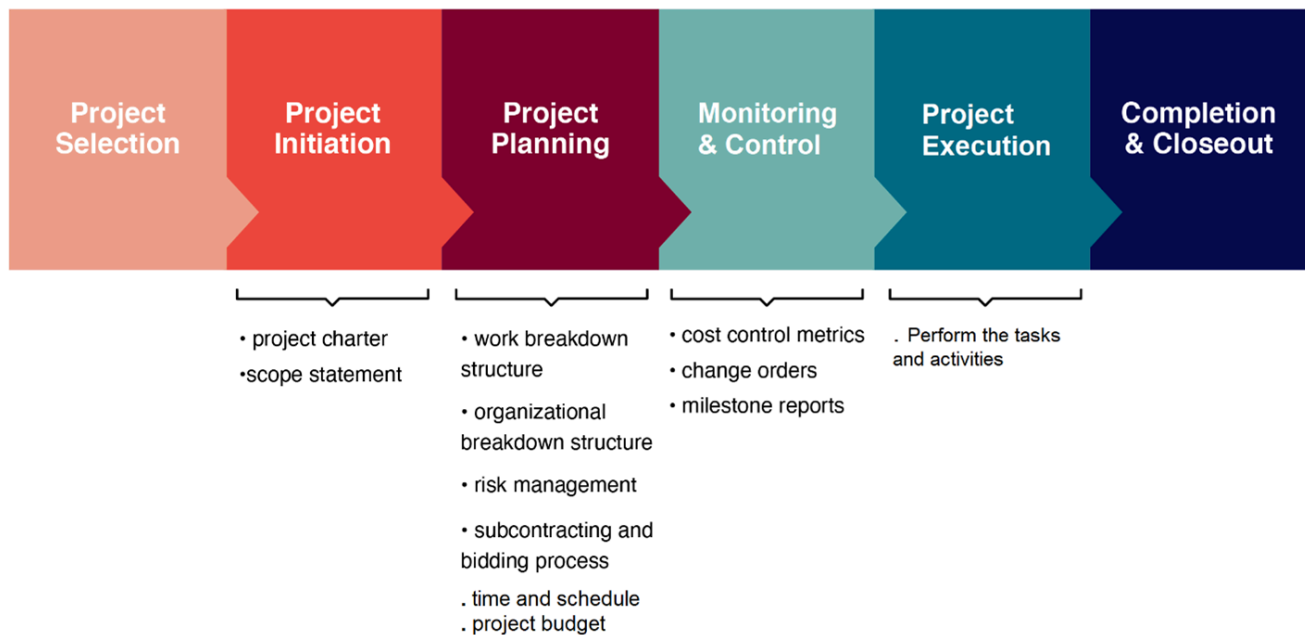 Project
Selection
Project
Initiation
Project
Planning
Monitoring
& Control
Project
Execution
Completion
& Closeout
• project charter
•scope statement
• work breakdown
structure
• organizational
breakdown structure
• risk management
• subcontracting and
bidding process
. time and schedule
. project budget
• cost control metrics
• change orders
• milestone reports
. Perform the tasks
and activities